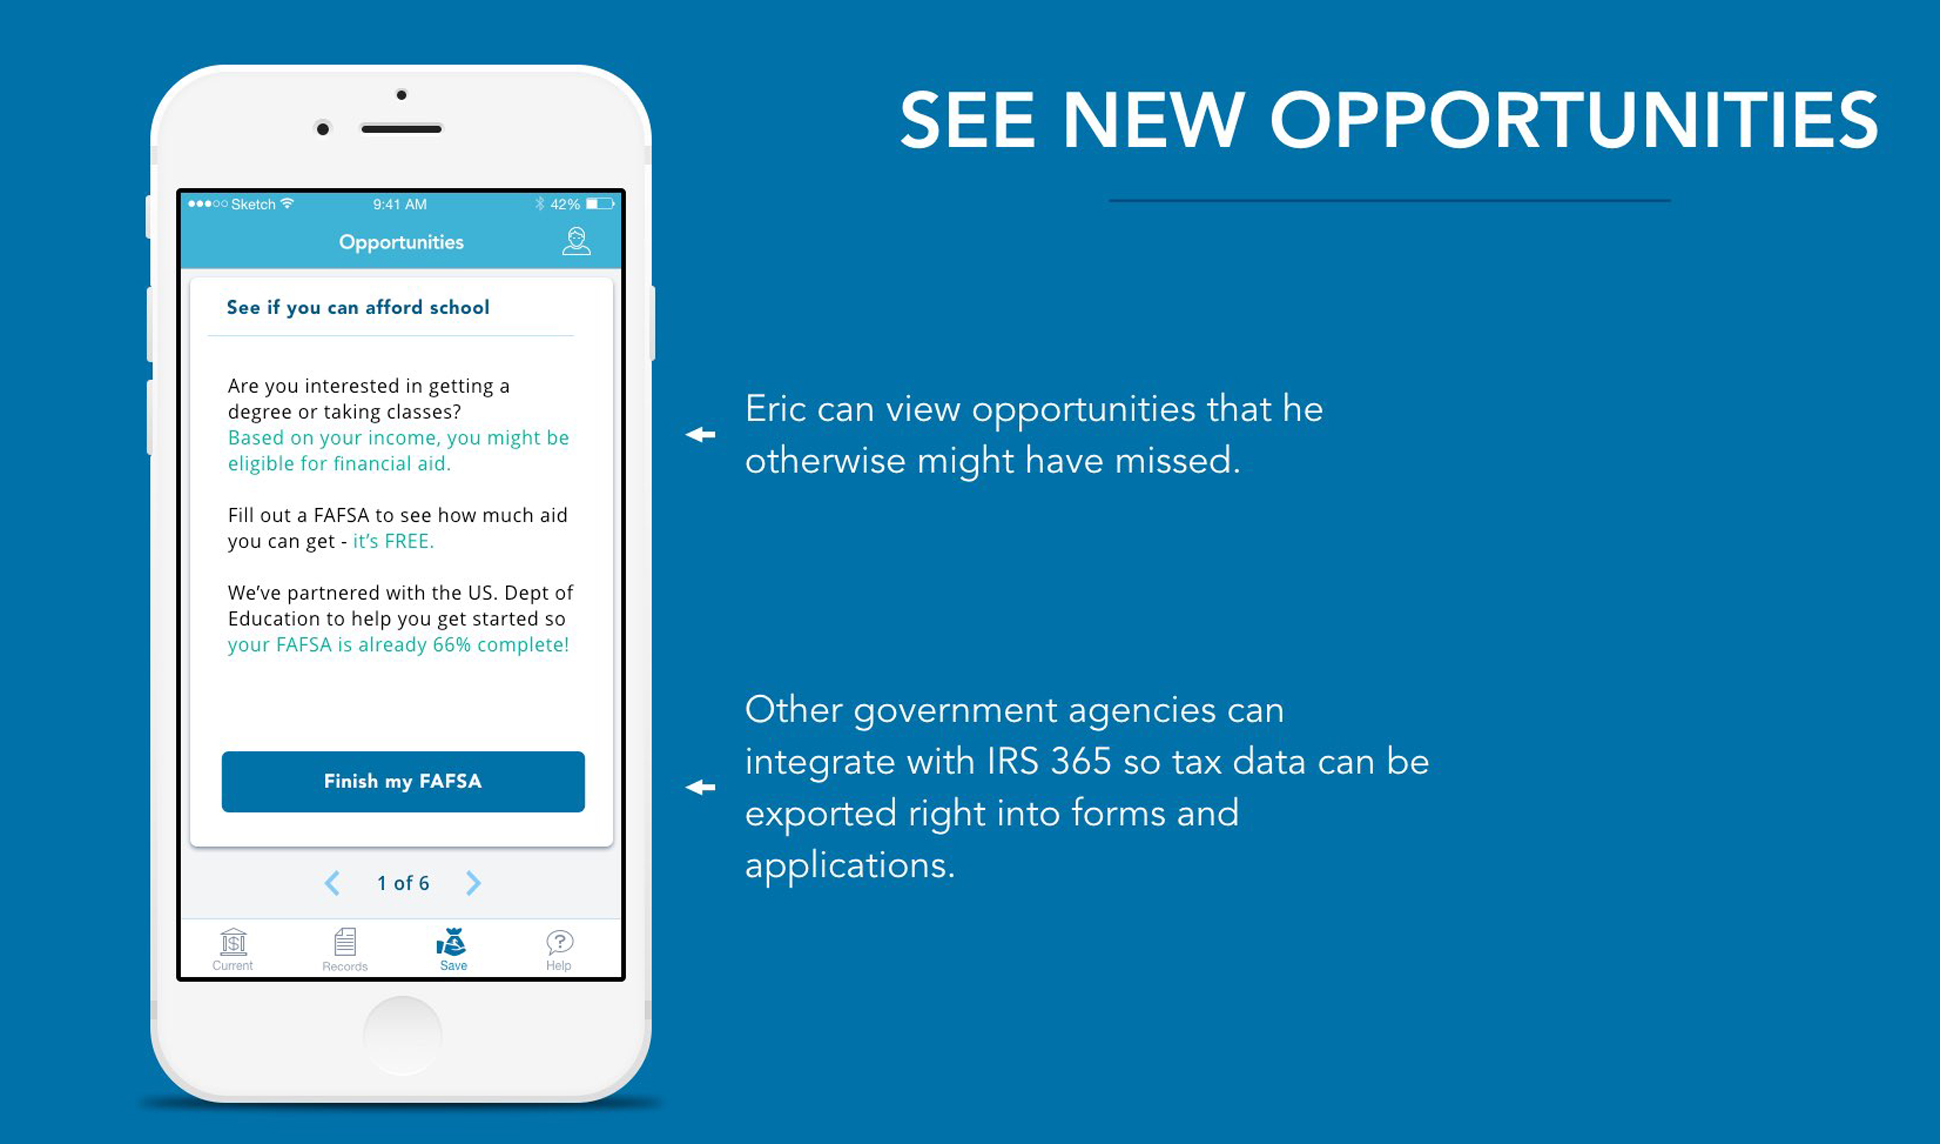 SEE NEW OPPORTUNITIES
Sketch 9:41 AM 42%
Opportunities
See if you can afford school
Are you interested in getting a
degree or taking classes?
Based on your income, you might be
eligible for financial aid.
Fill out a FAFSA to see how much aid
you can get - it's FREE.
We've partnered with the US. Dept of
Education to help you get started so
your FAFSA is already 66% complete!
Finish my FAFSA
1 of 6
Current Records Save Help
Eric can view opportunities that he
otherwise might have missed.
Other government agencies can
integrate with IRS 365 so tax data can be
exported right into forms and
applications.